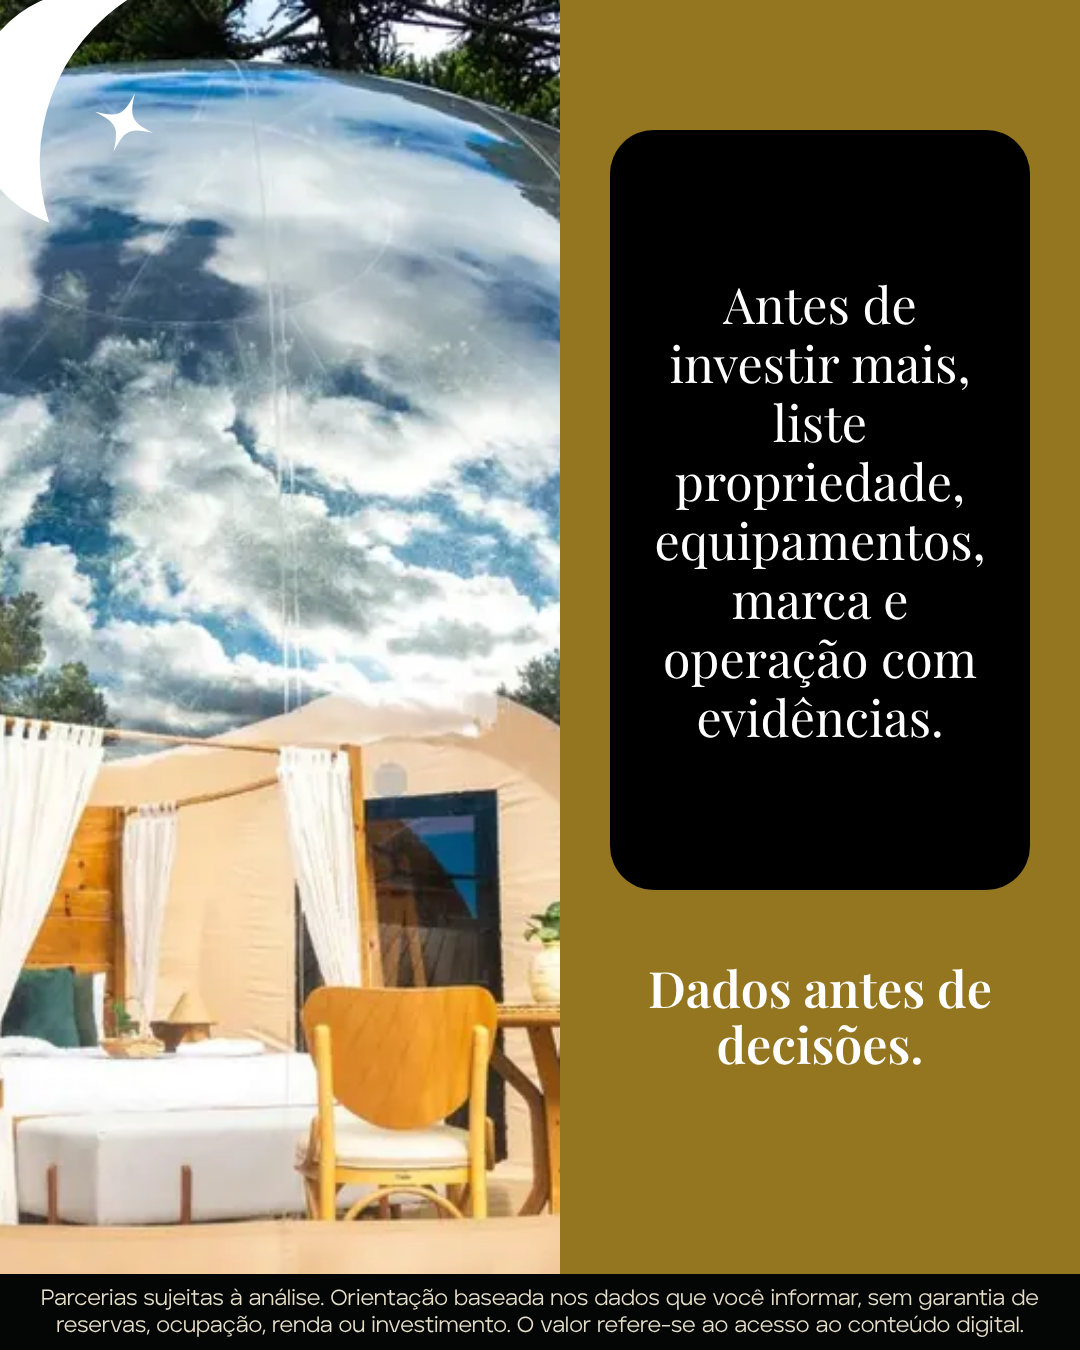 Antes de
investir mais,
liste
propriedade,
equipamentos,
marca e
operação com
evidências.
Dados antes de
decisões.
Parcerias sujeitas à análise. Orientação baseada nos dados que você informar, sem garantia de
reservas, ocupação, renda ou investimento. O valor refere-se ao acesso ao conteúdo digital.